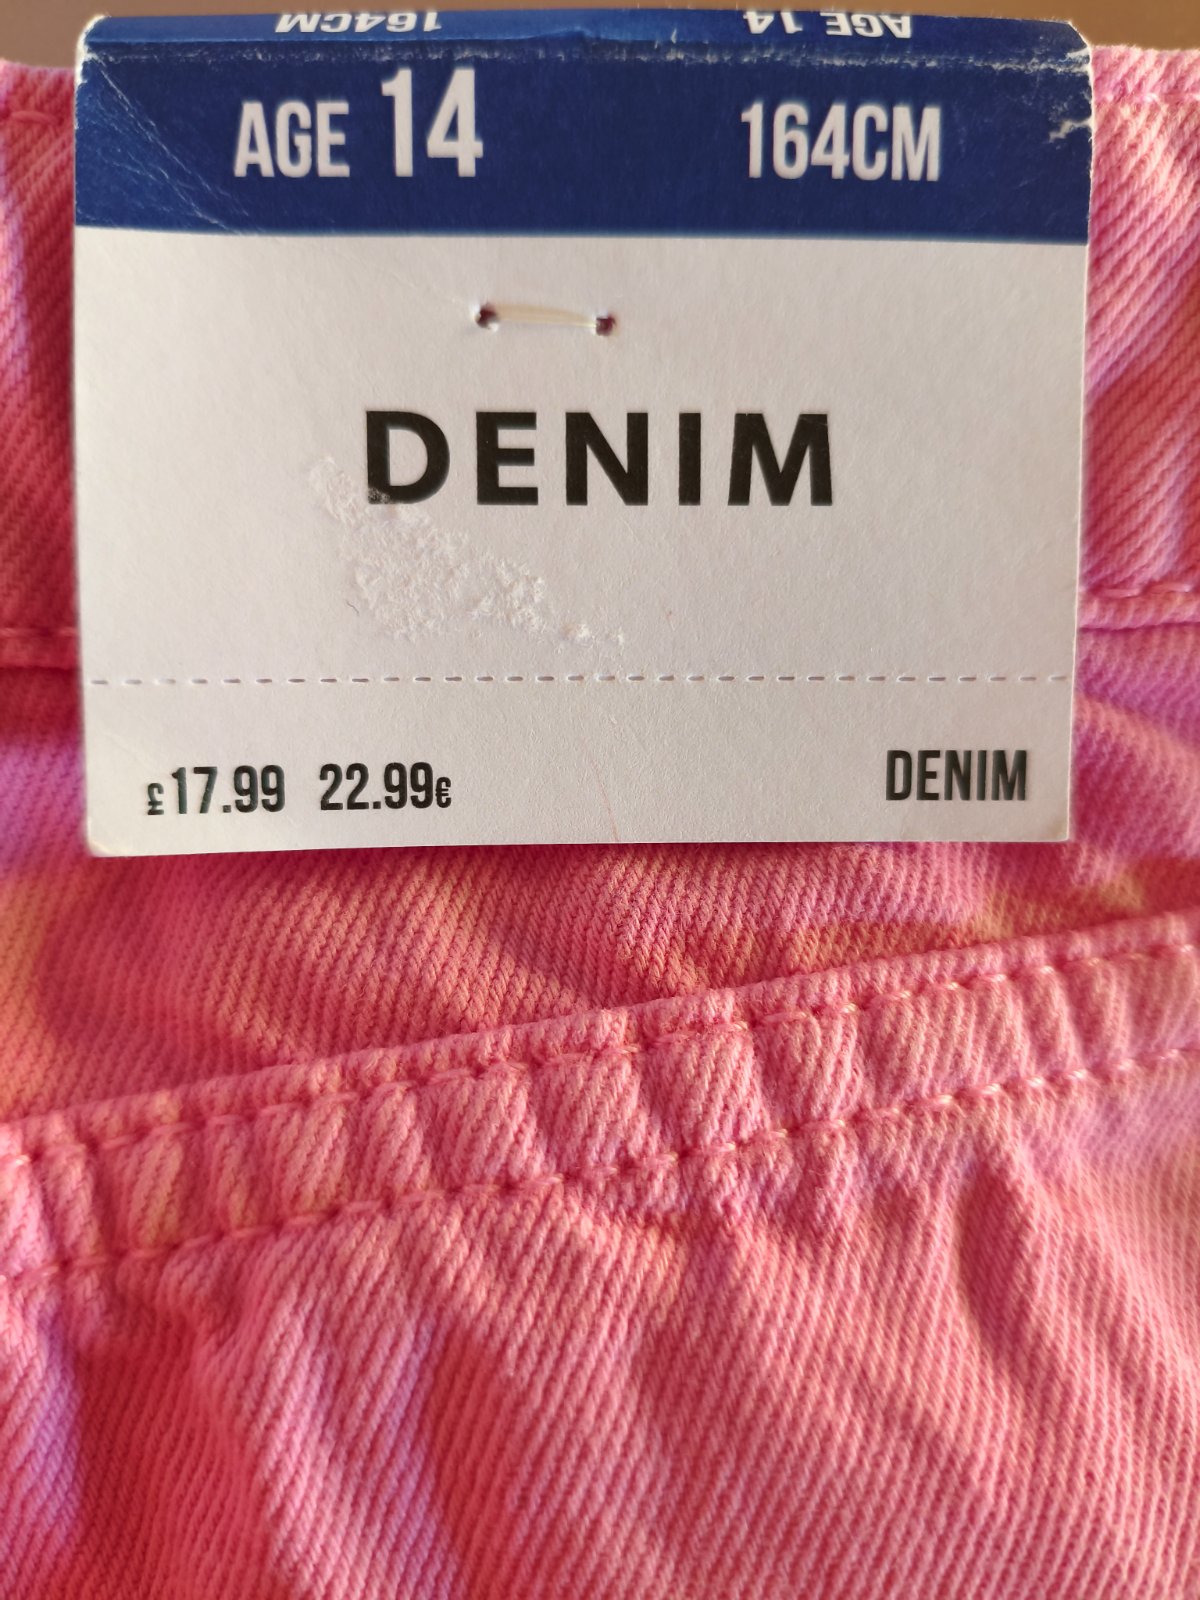 164CM AGE 14
AGE 14 164CM
DENIM
£17.99 22.99€ DENIM